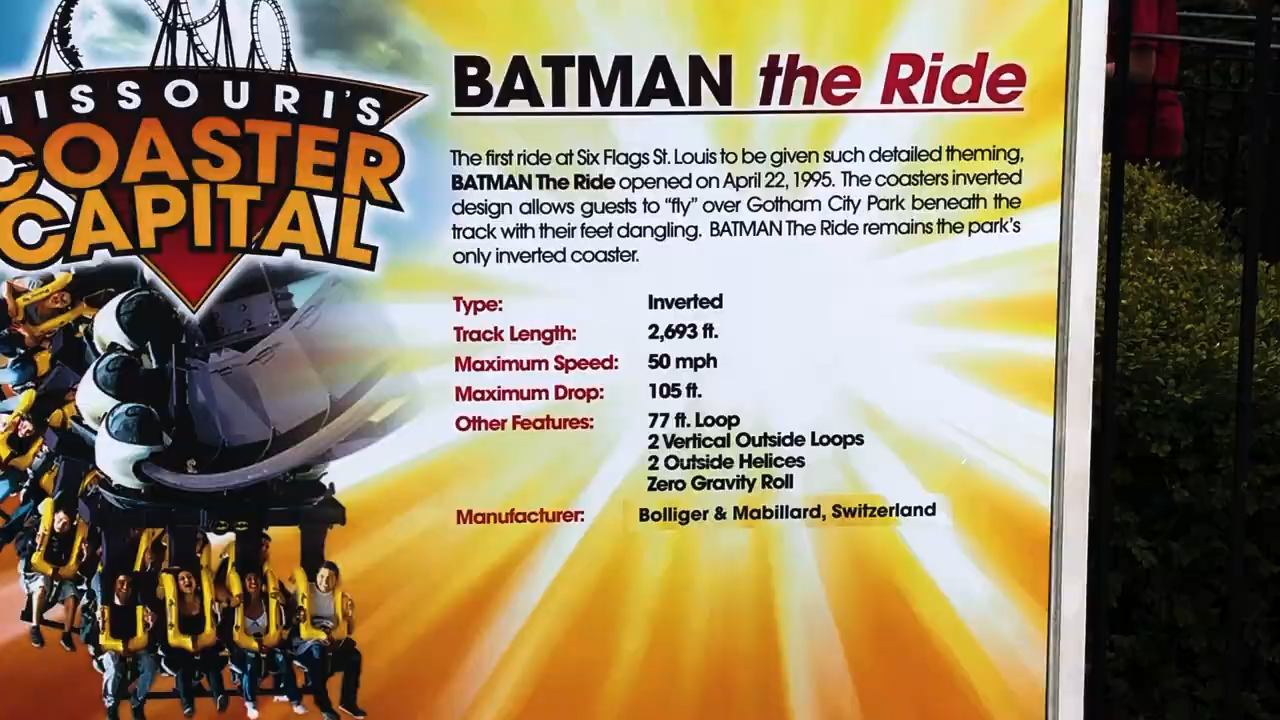 MISSOURI'S
COASTER
CAPITAL
BATMAN the Ride
The first ride at Six Flags St. Louis to be given such detailed theming,
BATMAN The Ride opened on April 22, 1995. The coasters inverted
design allows guests to "fly" over Gotham City Park beneath the
track with their feet dangling. BATMAN The Ride remains the park's
only inverted coaster.
Type: Inverted
Track Length: 2,693 ft.
Maximum Speed: 50 mph
Maximum Drop: 105 ft.
Other Features: 77 ft. Loop
2 Vertical Outside Loops
2 Outside Helices
Zero Gravity Roll
Manufacturer: Bolliger & Mabillard, Switzerland